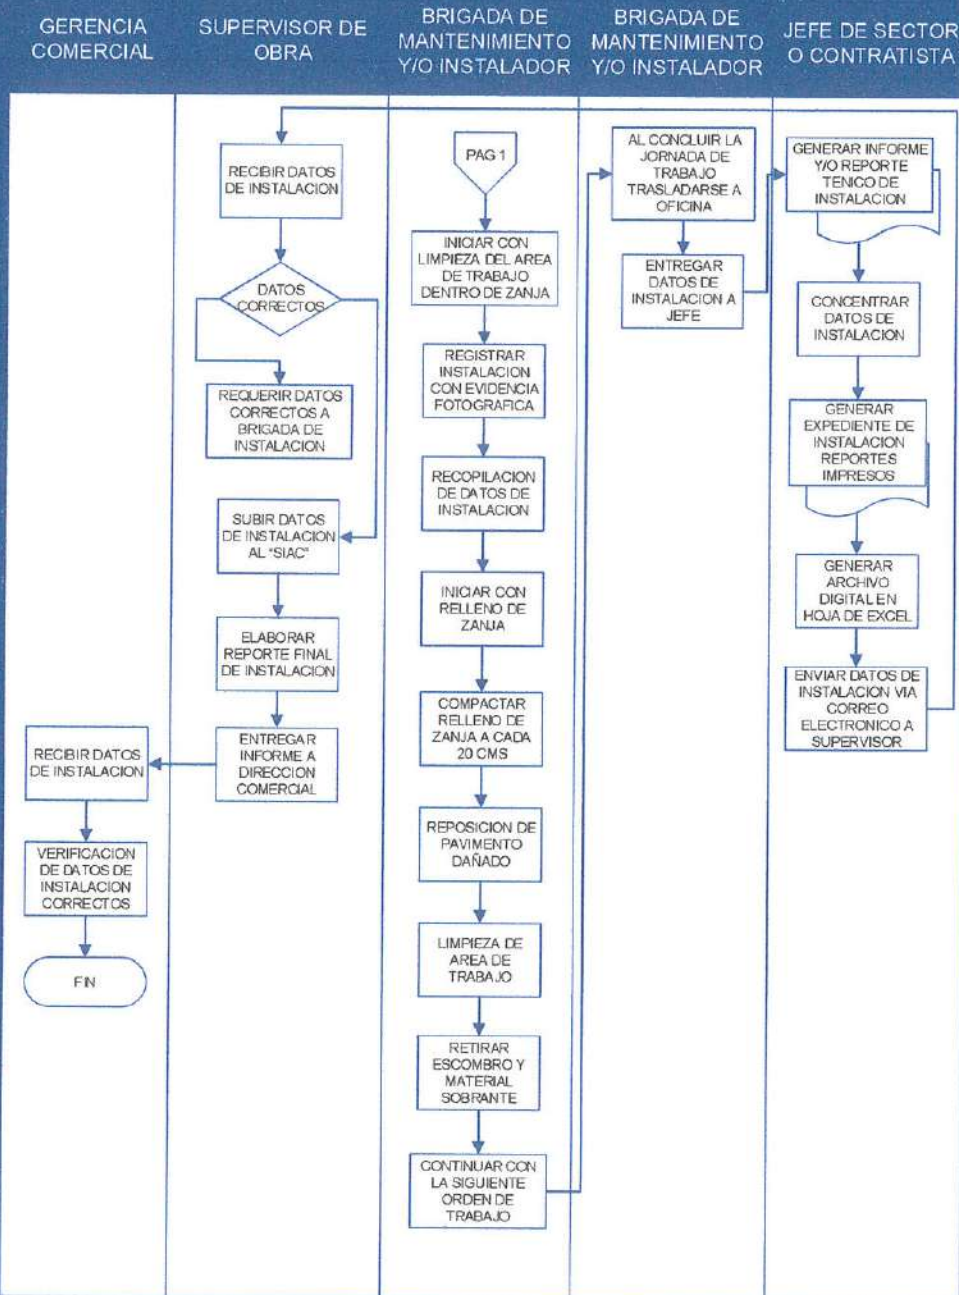 GERENCIA
COMERCIAL
SUPERVISOR DE
OBRA
BRIGADA DE
MANTENIMIENTO
Y/O INSTALADOR
BRIGADA DE
MANTENIMIENTO
Y/O INSTALADOR
JEFE DE SECTOR
O CONTRATISTA
RECIBIR DATOS
DE INSTALACION
VERIFICACION
DE DATOS DE
INSTALACION
CORRECTOS
FIN
RECIBIR DATOS
DE INSTALACION
DATOS
CORRECTOS
REQUERIR DATOS
CORRECTOS A
BRIGADA DE
INSTALACION
SUBIR DATOS
DE INSTALACION
AL "SIAC"
ELABORAR
REPORTE FINAL
DE INSTALACION
ENTREGAR
INFORME A
DIRECCION
COMERCIAL
PAG 1
INICIAR CON
LIMPIEZA DEL AREA
DE TRABAJO
DENTRO DE ZANJA
REGISTRAR
INSTALACION
CON EVIDENCIA
FOTOGRAFICA
RECOPILACION
DE DATOS DE
INSTALACION
INICIAR CON
RELLENO DE
ZANJA
COMPACTAR
RELLENO DE
ZANJA A CADA
20 CMS
REPOSICION DE
PAVIMENTO
DAÑADO
LIMPIEZA DE
AREA DE
TRABAJO
RETIRAR
ESCOMBRO Y
MATERIAL
SOBRANTE
CONTINUAR CON
LA SIGUIENTE
ORDEN DE
TRABAJO
AL CONCLUIR LA
JORNADA DE
TRABAJO
TRASLADARSE A
OFICINA
ENTREGAR
DATOS DE
INSTALACION A
JEFE
GENERAR INFORME
Y/O REPORTE
TENICO DE
INSTALACION
CONCENTRAR
DATOS DE
INSTALACION
GENERAR
EXPEDIENTE DE
INSTALACION
REPORTES
IMPRESOS
GENERAR
ARCHIVO
DIGITAL EN
HOJA DE EXCEL
ENVIAR DATOS DE
INSTALACION VIA
CORREO
ELECTRONICO A
SUPERVISOR